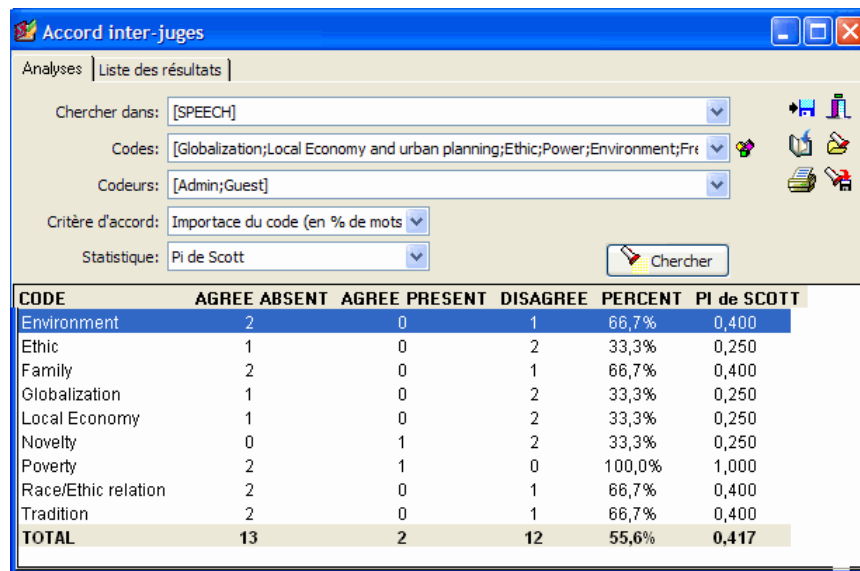 Accord inter-juges
Analyses Liste des résultats
Chercher dans: [SPEECH]
Codes: [Globalization;Local Economy and urban planning;Ethic;Power;Environment;Fre
Codeurs: [Admin;Guest]
Critère d'accord: Importace du code (en % de mots
Statistique: Pi de Scott Chercher
CODE AGREE ABSENT AGREE PRESENT DISAGREE PERCENT PI de SCOTT
Environment 2 0 1 66,7% 0,400
Ethic 1 0 2 33,3% 0,250
Family 2 0 1 66,7% 0,400
Globalization 1 0 2 33,3% 0,250
Local Economy 1 0 2 33,3% 0,250
Novelty 0 1 2 33,3% 0,250
Poverty 2 1 0 100,0% 1,000
Race/Ethic relation 2 0 1 66,7% 0,400
Tradition 2 0 1 66,7% 0,400
TOTAL 13 2 12 55,6% 0,417